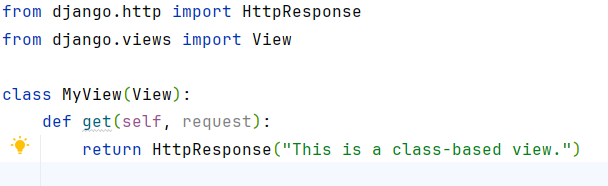 from django.http import HttpResponse
from django.views import View
class MyView(View):
def get(self, request):
return HttpResponse("This is a class-based view.")